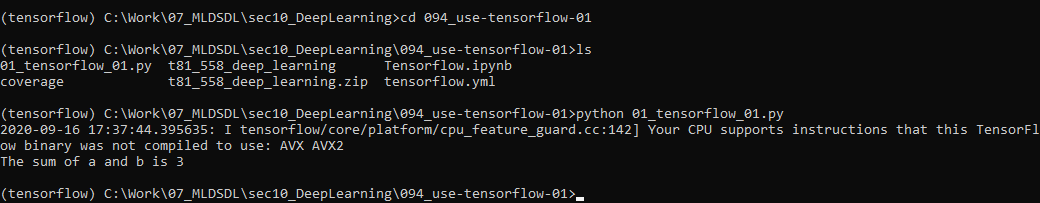 (tensorflow) C:\Work\07_MLDSDL\sec10_DeepLearning>cd 094_use-tensorflow-01
(tensorflow) C:\Work\07_MLDSDL\sec10_DeepLearning\094_use-tensorflow-01>ls
01_tensorflow_01.py  t81_558_deep_learning      Tensorflow.ipynb
coverage             t81_558_deep_learning.zip  tensorflow.yml
(tensorflow) C:\Work\07_MLDSDL\sec10_DeepLearning\094_use-tensorflow-01>python 01_tensorflow_01.py
2020-09-16 17:37:44.395635: I tensorflow/core/platform/cpu_feature_guard.cc:142] Your CPU supports instructions that this TensorFl
ow binary was not compiled to use: AVX AVX2
The sum of a and b is 3
(tensorflow) C:\Work\07_MLDSDL\sec10_DeepLearning\094_use-tensorflow-01>